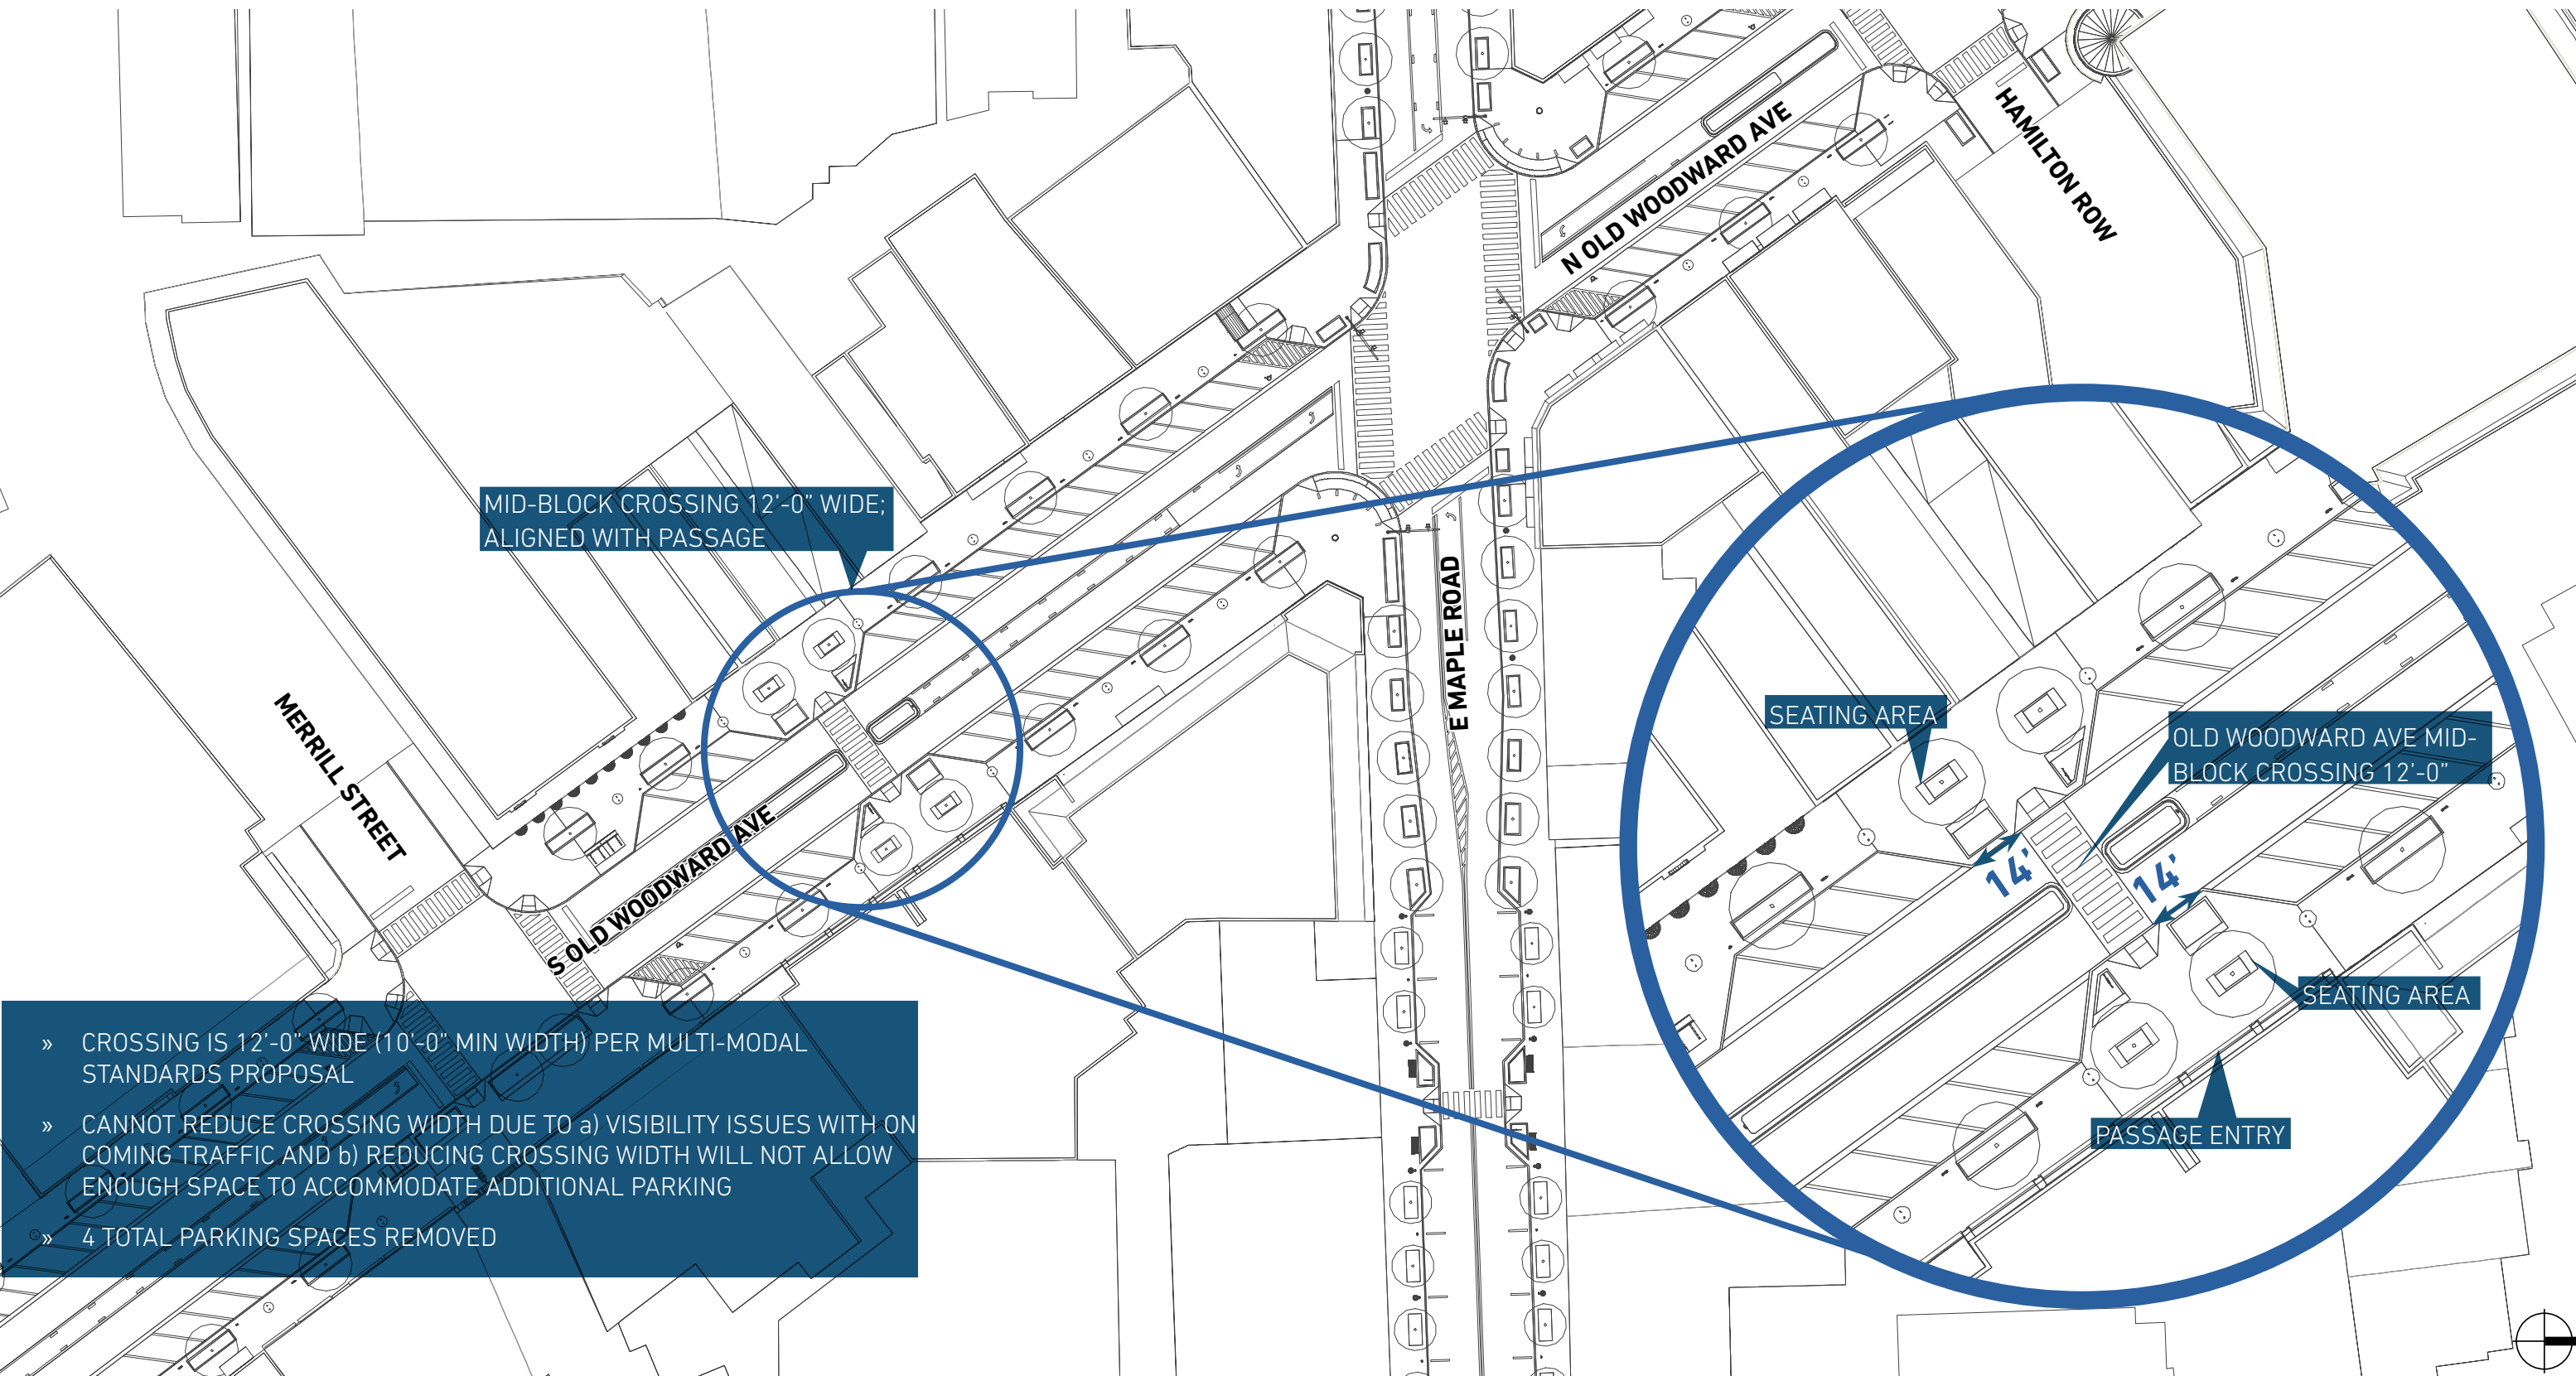 HAMILTON ROW
N OLD WOODWARD AVE
MID-BLOCK CROSSING 12'-0" WIDE;
ALIGNED WITH PASSAGE
E MAPLE ROAD
MERRILL STREET
S OLD WOODWARD AVE
SEATING AREA
OLD WOODWARD AVE MID-
BLOCK CROSSING 12'-0"
14'
14'
SEATING AREA
PASSAGE ENTRY
» CROSSING IS 12'-0" WIDE (10'-0" MIN WIDTH) PER MULTI-MODAL
STANDARDS PROPOSAL
» CANNOT REDUCE CROSSING WIDTH DUE TO a) VISIBILITY ISSUES WITH ON
COMING TRAFFIC AND b) REDUCING CROSSING WIDTH WILL NOT ALLOW
ENOUGH SPACE TO ACCOMMODATE ADDITIONAL PARKING
» 4 TOTAL PARKING SPACES REMOVED